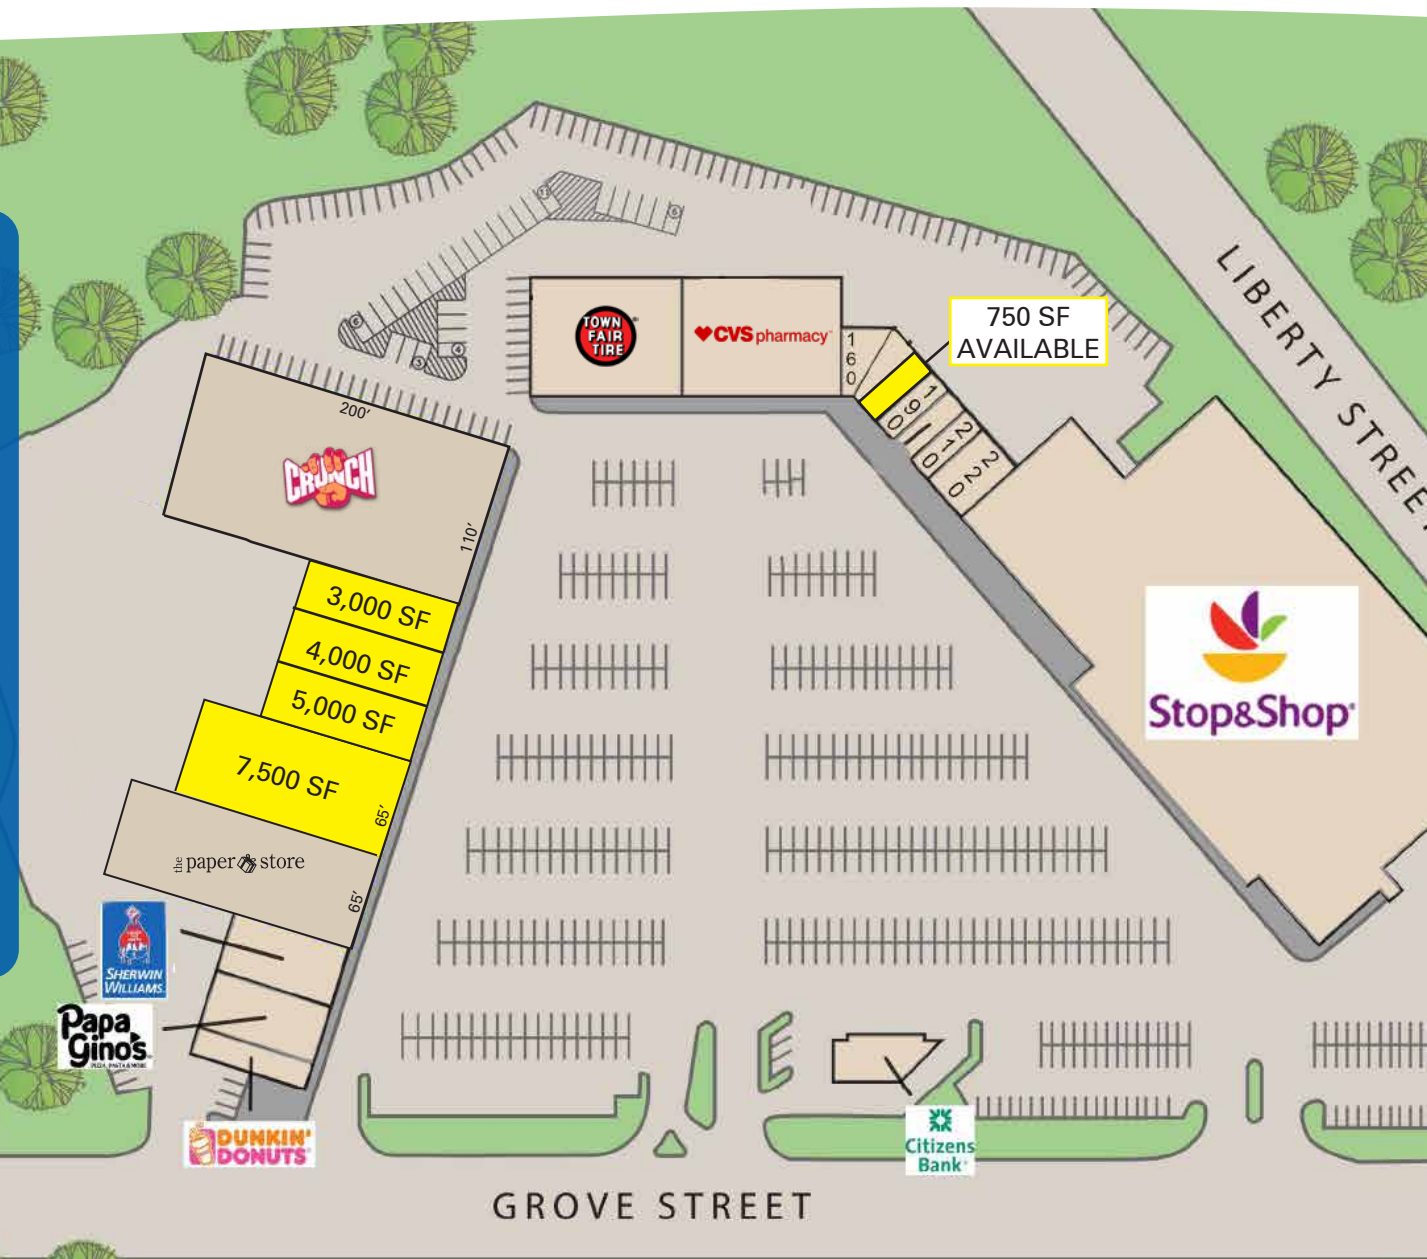 TOWN
FAIR
TIRE
CVS pharmacy
160
750 SF
AVAILABLE
190
210
220
LIBERTY STREET
200'
CRUNCH
110'
3,000 SF
4,000 SF
5,000 SF
7,500 SF
65'
the paper store
65'
Stop&Shop
SHERWIN
WILLIAMS
Papa
Gino's
DUNKIN'
DONUTS
Citizens
Bank
GROVE STREET